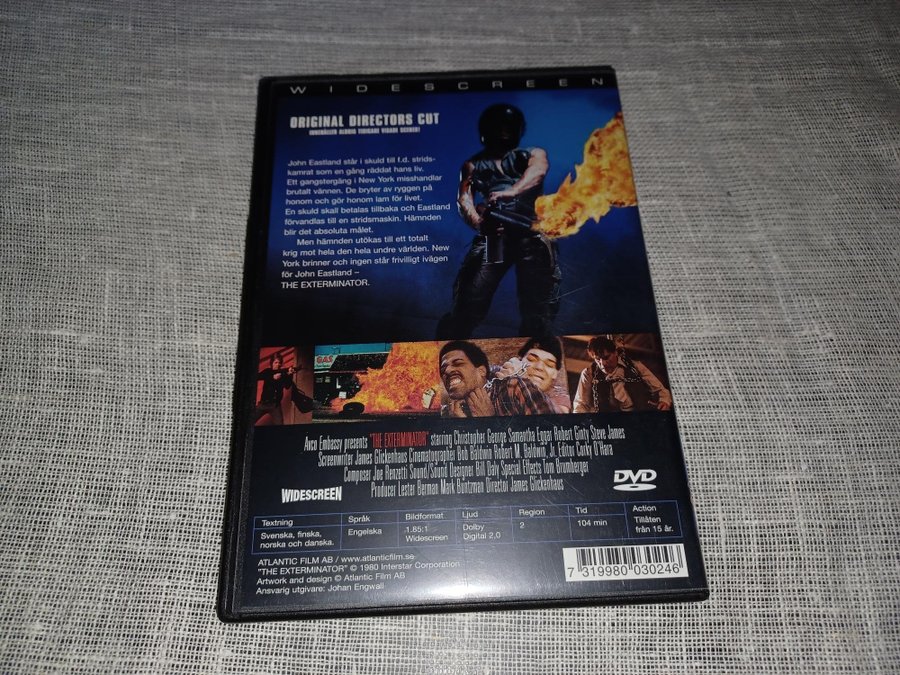 WIDESCREEN
ORIGINAL DIRECTORS CUT
INNEHÅLLER ALDRIG TIDIGARE VISADE SCENER!
John Eastland står i skuld till f.d. strids-
kamrat som en gång räddat hans liv.
Ett gangstergäng i New York misshandlar
brutalt vännen. De bryter av ryggen på
honom och gör honom lam för livet.
En skuld skall betalas tillbaka och Eastland
förvandlas till en stridsmaskin. Hämnden
blir det absoluta målet.
Men hämnden utökas till ett totalt
krig mot hela den hela undre världen. New
York brinner och ingen står frivilligt ivägen
för John Eastland –
THE EXTERMINATOR.
GAS
Avco Embassy presents "THE EXTERMINATOR" starring Christopher George Samantha Eggar Robert Ginty Steve James
Screenwriter James Glickenhaus Cinematographer Bob Baldwin Robert M. Baldwin, Jr. Editor Corky O'Hara
Composer Joe Renzetti Sound/Sound Designer Bill Daly Special Effects Tom Brumberger
Producer Lester Berman Mark Buntzman Director James Glickenhaus
WIDESCREEN
DVD
VIDEO
Textning Språk Bildformat Ljud Region Tid Action
Svenska, finska, Engelska 1.85:1 Dolby 2 104 min Tillåten
norska och danska. Widescreen Digital 2,0 från 15 år.
ATLANTIC FILM AB / www.atlanticfilm.se
"THE EXTERMINATOR" © 1980 Interstar Corporation
Artwork and design © Atlantic Film AB
Ansvarig utgivare: Johan Engwall
7 319980 030246